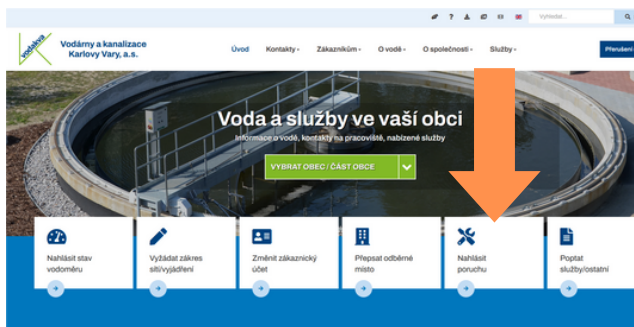 Vyhledat...
vodakva
Vodárny a kanalizace
Karlovy Vary, a.s.
Úvod Kontakty Zákazníkům O vodě O společnosti Služby
Přerušení
Voda a služby ve vaší obci
Informace o vodě, kontakty na pracoviště, nabízené služby
VYBRAT OBEC / ČÁST OBCE
Nahlásit stav
vodoměru
Vyžádat zákres
sítí/vyjádření
Změnit zákaznický
účet
Přepsat odběrné
místo
Nahlásit
poruchu
Poptat
služby/ostatní